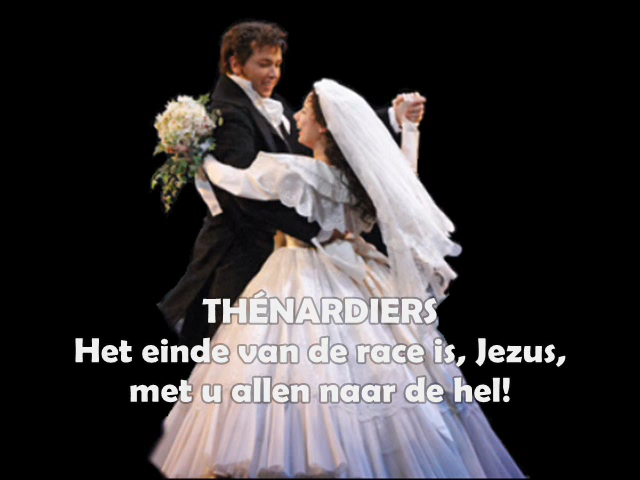 THÉNARDIERS
Het einde van de race is, Jezus,
met u allen naar de hel!